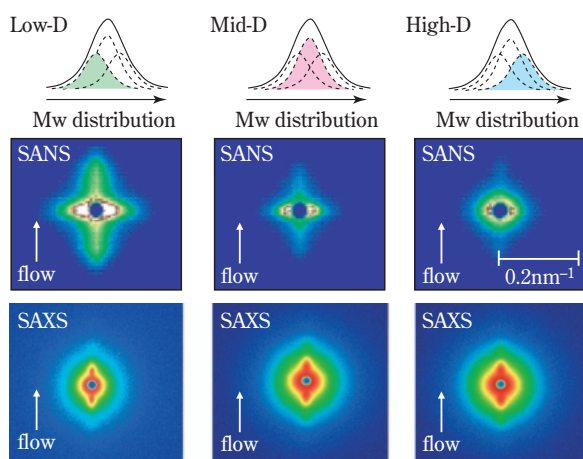 Low-D Mid-D High-D
Mw distribution Mw distribution Mw distribution
SANS SANS SANS
flow flow flow
0.2nm⁻¹
SAXS SAXS SAXS
flow flow flow